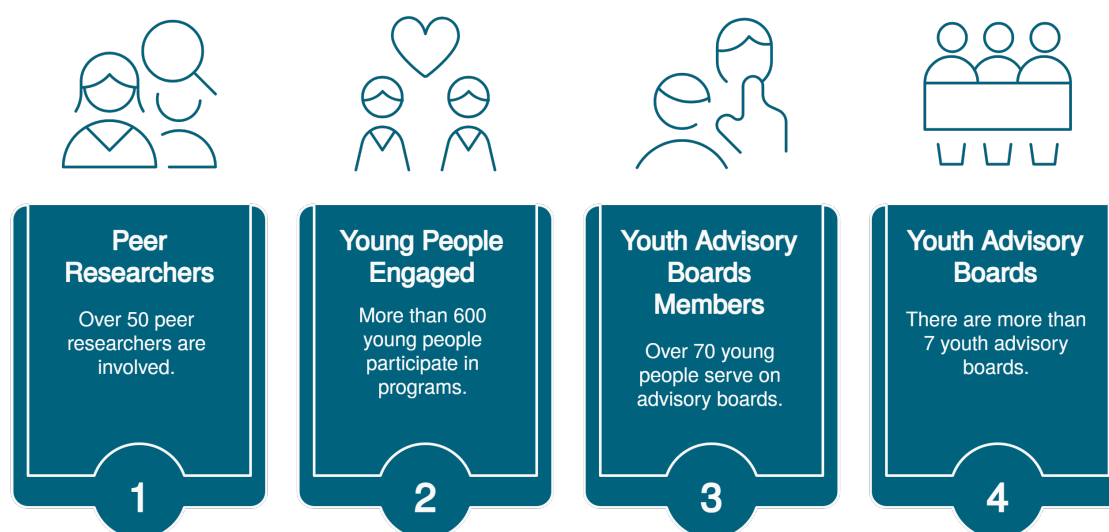 Peer
Researchers
Over 50 peer
researchers are
involved.
1
Young People
Engaged
More than 600
young people
participate in
programs.
2
Youth Advisory
Boards
Members
Over 70 young
people serve on
advisory boards.
3
Youth Advisory
Boards
There are more than
7 youth advisory
boards.
4